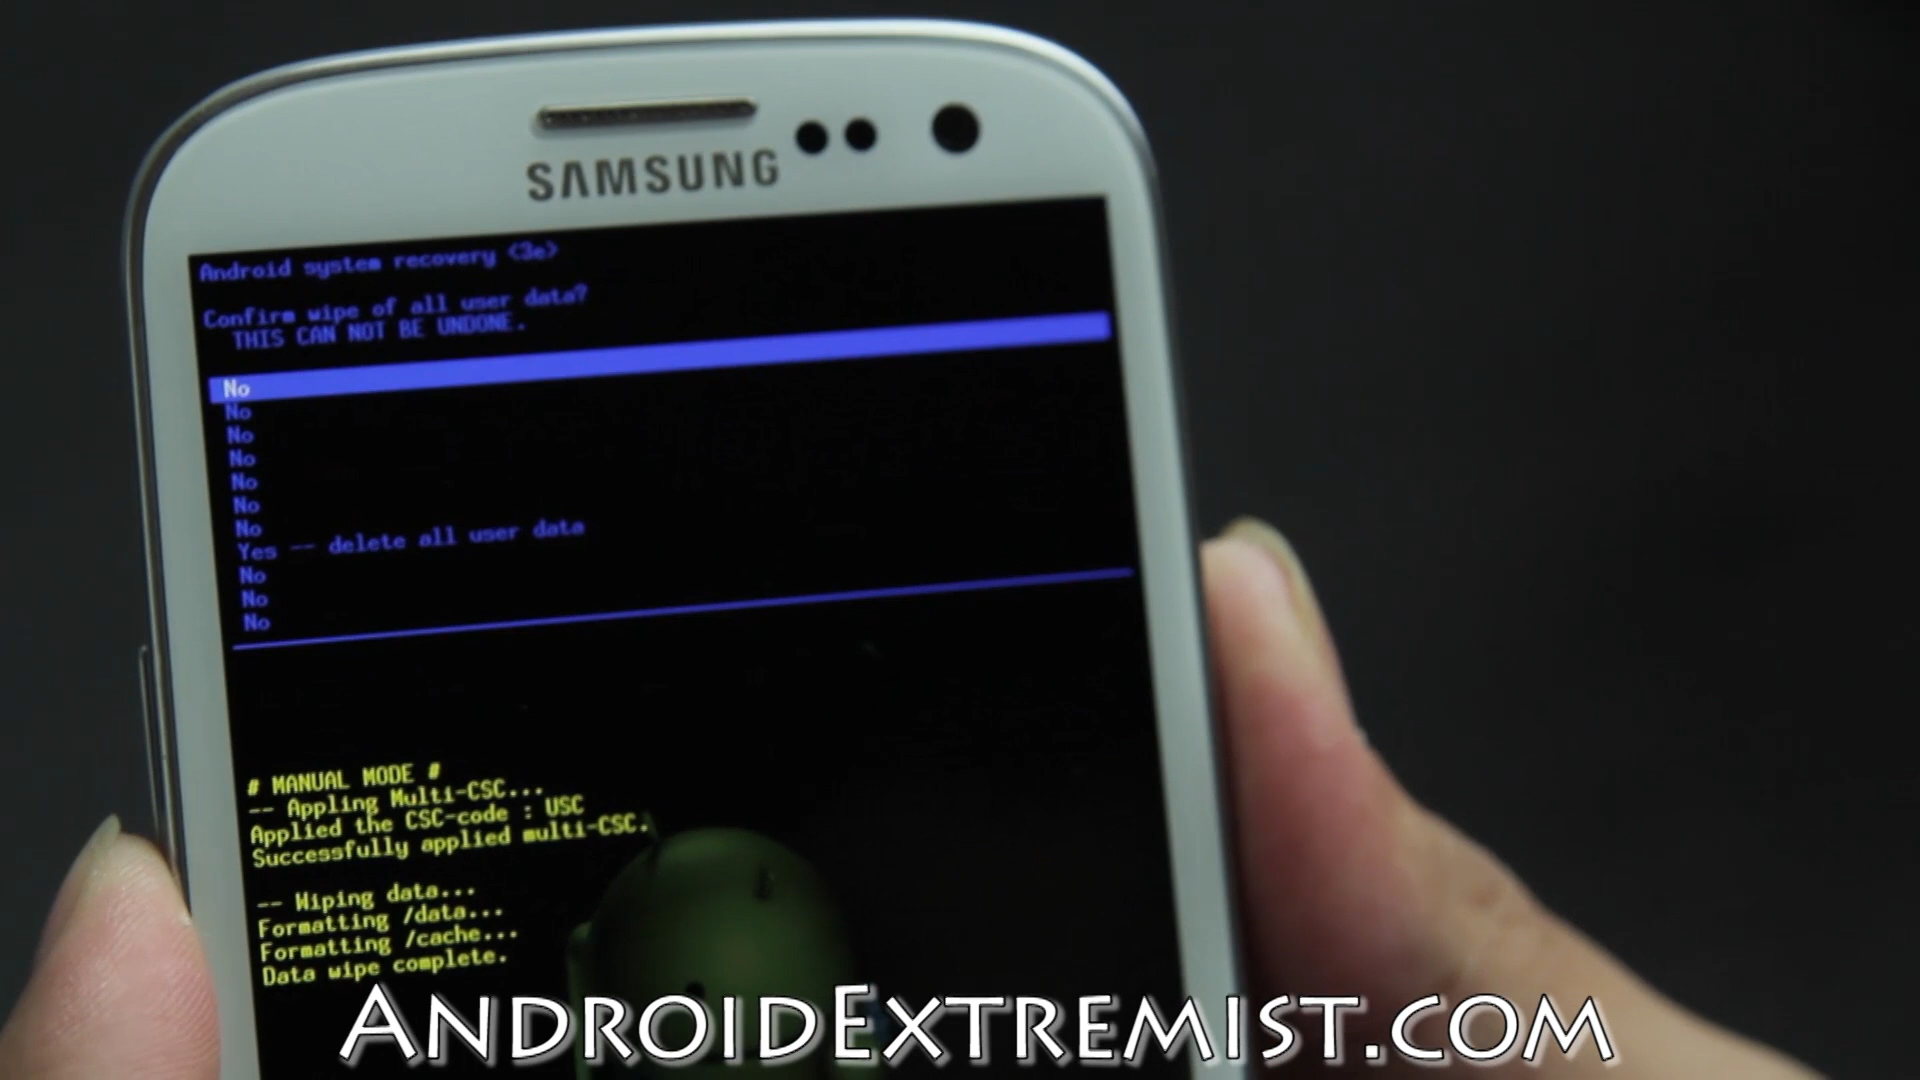 SAMSUNG
Android system recovery <3e>
Confirm wipe of all user data?
THIS CAN NOT BE UNDONE.
No
No
No
No
No
No
No
Yes -- delete all user data
No
No
No
# MANUAL MODE #
-- Appling Multi-CSC...
Applied the CSC-code : USC
Successfully applied multi-CSC.
-- Wiping data...
Formatting /data...
Formatting /cache...
Data wipe complete.
AndroidExtremist.com